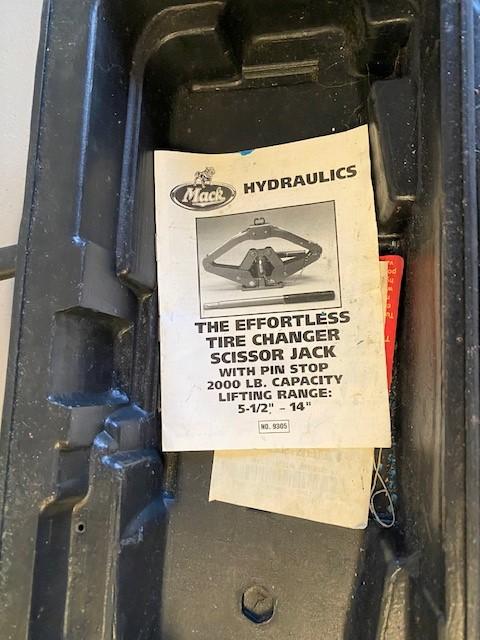 Mack HYDRAULICS
THE EFFORTLESS
TIRE CHANGER
SCISSOR JACK
WITH PIN STOP
2000 LB. CAPACITY
LIFTING RANGE:
5-1/2" - 14"
NO. 9305